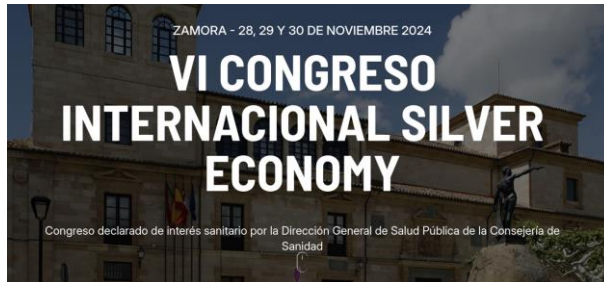 ZAMORA - 28, 29 Y 30 DE NOVIEMBRE 2024
VI CONGRESO
INTERNACIONAL SILVER
ECONOMY
Congreso declarado de interés sanitario por la Dirección General de Salud Pública de la Consejería de
Sanidad